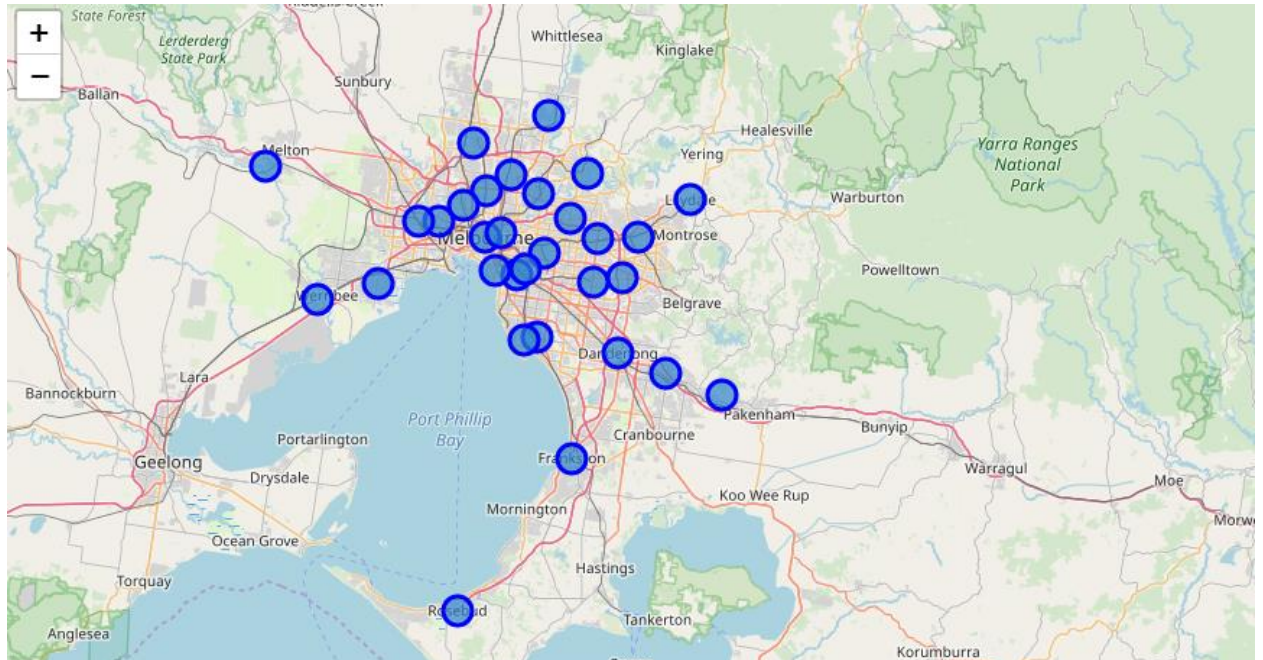 State Forest
Whittlesea
Lerderderg
State Park
Kinglake
+
−
Sunbury
Ballan
Healesville
Melton
Yering
Yarra Ranges
National
Park
Warburton
Montrose
Powelltown
Belgrave
Lara
Bannockburn
Port Phillip
Bay
Pakenham
Bunyip
Cranbourne
Portarlington
Geelong
Drysdale
Warragul
Moe
Koo Wee Rup
Mornington
Ocean Grove
Hastings
Torquay
Tankerton
Anglesea
Korumburra